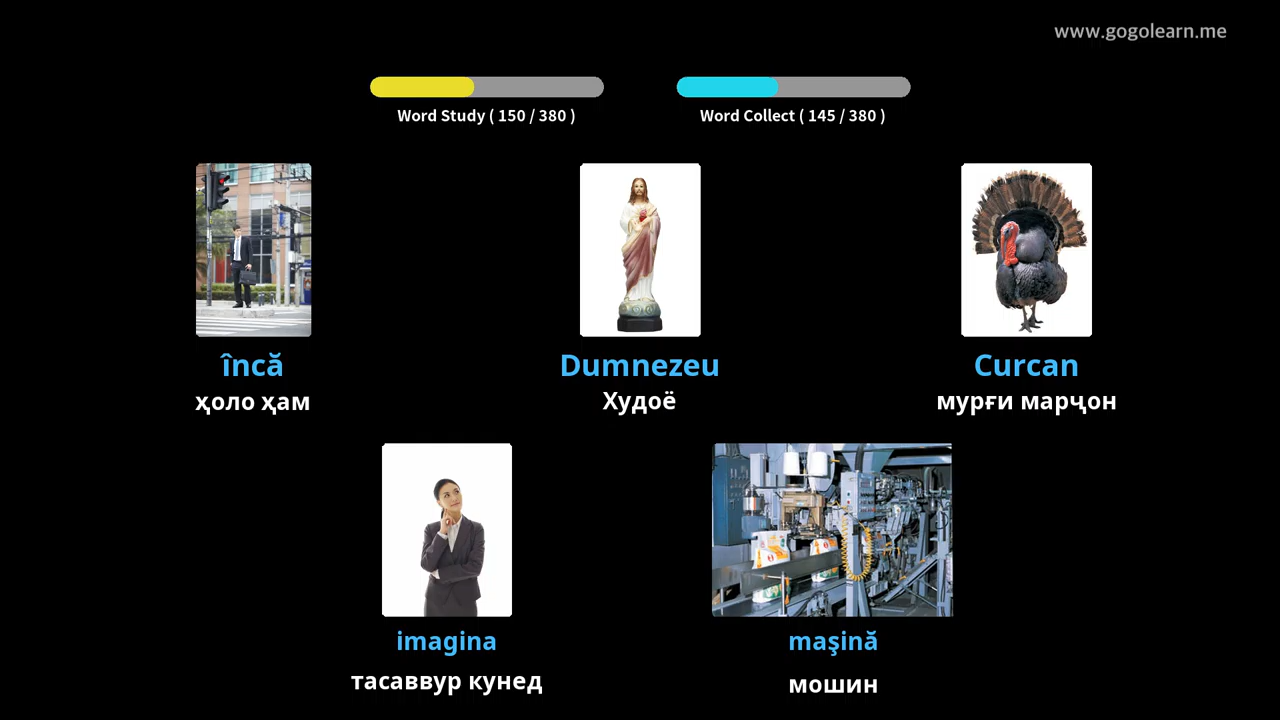 www.gogolearn.me
Word Study ( 150 / 380 )
Word Collect ( 145 / 380 )
încă
Dumnezeu
Curcan
ҳоло ҳам
Худоё
мурғи марҷон
imagina
maşină
тасаввур кунед
мошин